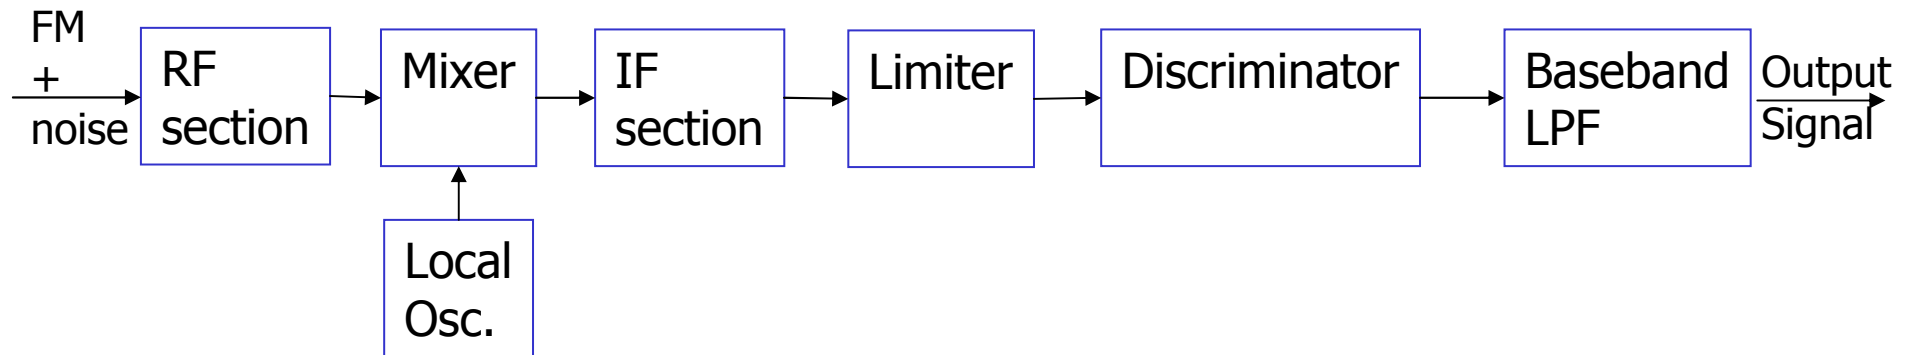 FM
+
noise
RF
section
Mixer
Local
Osc.
IF
section
Limiter
Discriminator
Baseband
LPF
Output
Signal